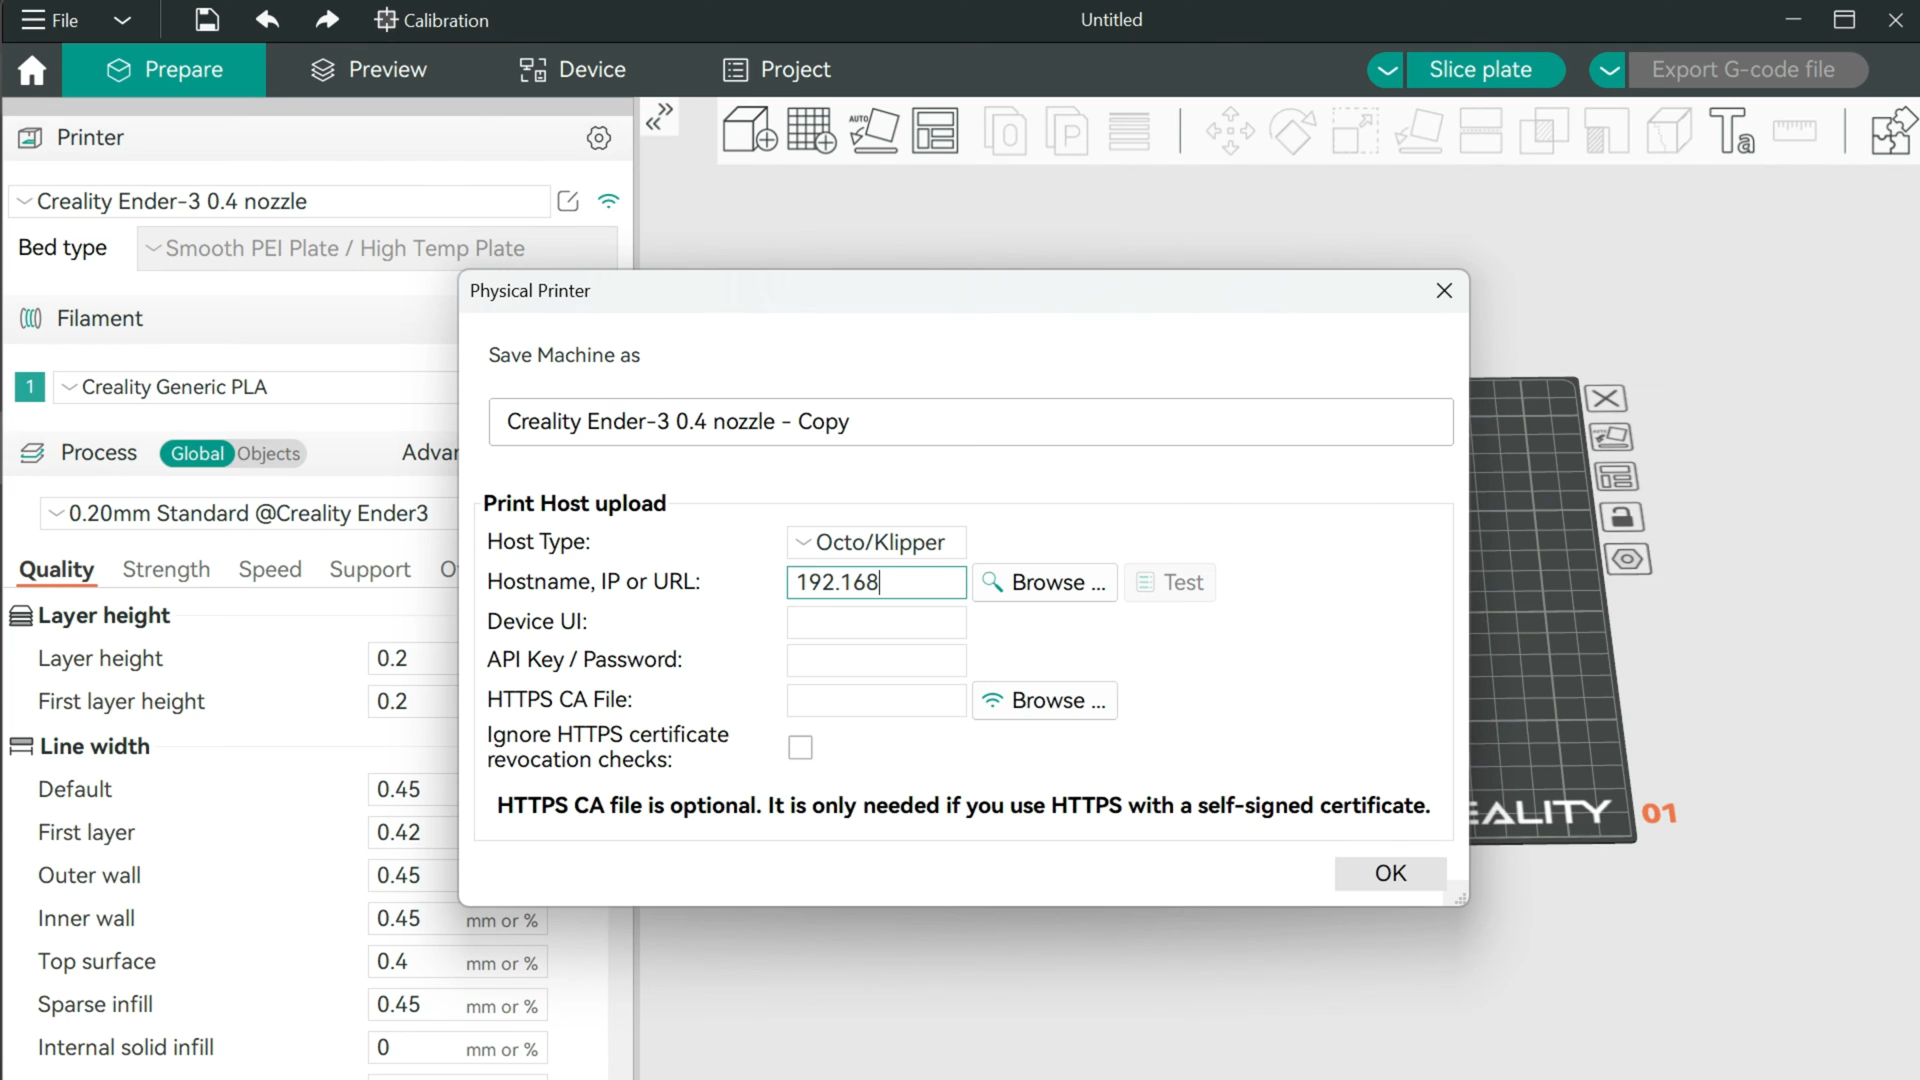 File
Calibration
Untitled
Prepare
Preview
Device
Project
Slice plate
Export G-code file
Printer
AUTO
O
P
Ta
Creality Ender-3 0.4 nozzle
Bed type
Smooth PEI Plate / High Temp Plate
Physical Printer
Filament
Save Machine as
1
Creality Generic PLA
Creality Ender-3 0.4 nozzle - Copy
Process
Global
Objects
Advar
Print Host upload
0.20mm Standard @Creality Ender3
Host Type:
Octo/Klipper
Quality
Strength
Speed
Support
O
Hostname, IP or URL:
192.168
Browse ...
Test
Layer height
Device UI:
Layer height
0.2
API Key / Password:
First layer height
0.2
HTTPS CA File:
Browse ...
Line width
Ignore HTTPS certificate
revocation checks:
Default
0.45
HTTPS CA file is optional. It is only needed if you use HTTPS with a self-signed certificate.
EALITY
01
First layer
0.42
Outer wall
0.45
OK
Inner wall
0.45
mm or %
Top surface
0.4
mm or %
Sparse infill
0.45
mm or %
Internal solid infill
0
mm or %